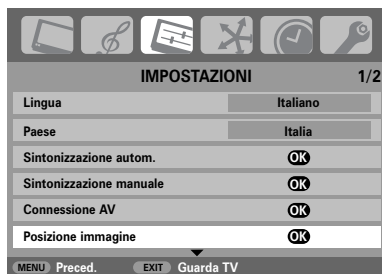 IMPOSTAZIONI 1/2
Lingua Italiano
Paese Italia
Sintonizzazione autom. OK
Sintonizzazione manuale OK
Connessione AV OK
Posizione immagine OK
MENU Preced. EXIT Guarda TV